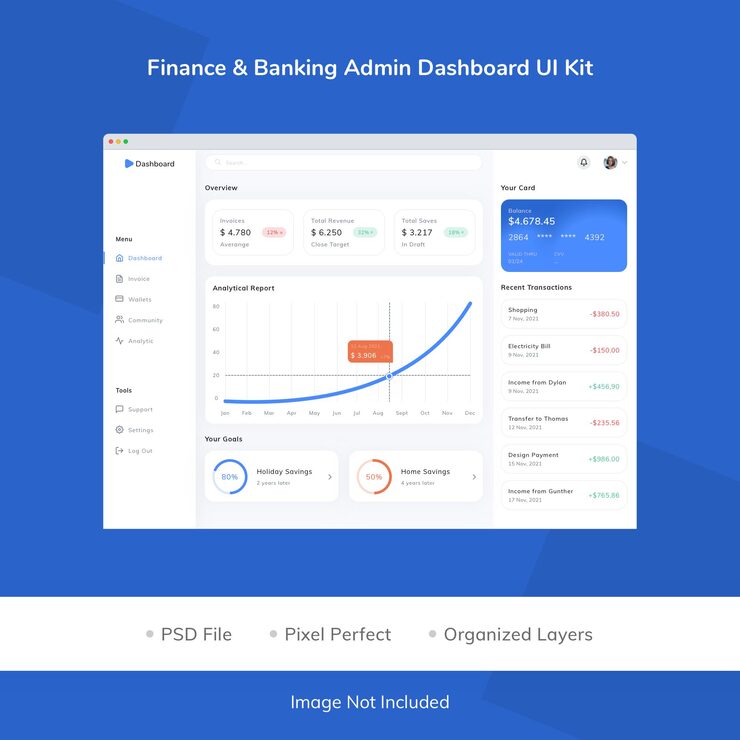 Finance & Banking Admin Dashboard UI Kit
Dashboard
Search...
Menu
Dashboard
Invoice
Wallets
Community
Analytic
Tools
Support
Settings
Log Out
Overview
Invoices
$ 4.780
12%
Averange
Total Revenue
$ 6.250
32%
Close Target
Total Saves
$ 3.217
18%
In Draft
Analytical Report
80
60
40
20
0
$ 3.906
Jan Feb Mar Apr May Jun Jul Aug Sept Oct Nov Dec
Your Goals
80%
Holiday Savings
2 years later
50%
Home Savings
4 years later
Your Card
Balance
$4.678.45
2864 **** **** 4392
VALID THRU
Recent Transactions
Shopping
7 Nov, 2021
-$380.50
Electricity Bill
9 Nov, 2021
-$150.00
Income from Dylan
9 Nov, 2021
+$456,90
Transfer to Thomas
12 Nov, 2021
-$235.56
Design Payment
15 Nov, 2021
+$986.00
Income from Gunther
17 Nov, 2021
+$765,86
PSD File
Pixel Perfect
Organized Layers
Image Not Included